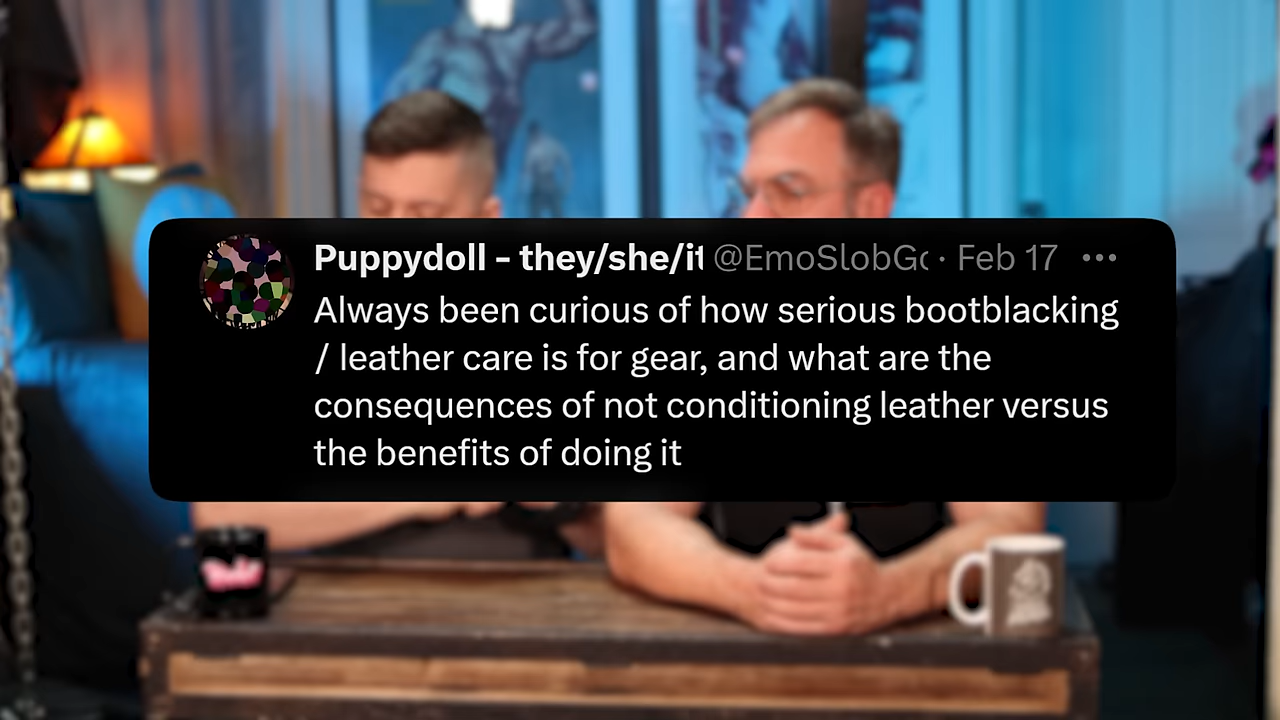 Puppydoll - they/she/it @EmoSlobGo · Feb 17 •••
Always been curious of how serious bootblacking
/ leather care is for gear, and what are the
consequences of not conditioning leather versus
the benefits of doing it